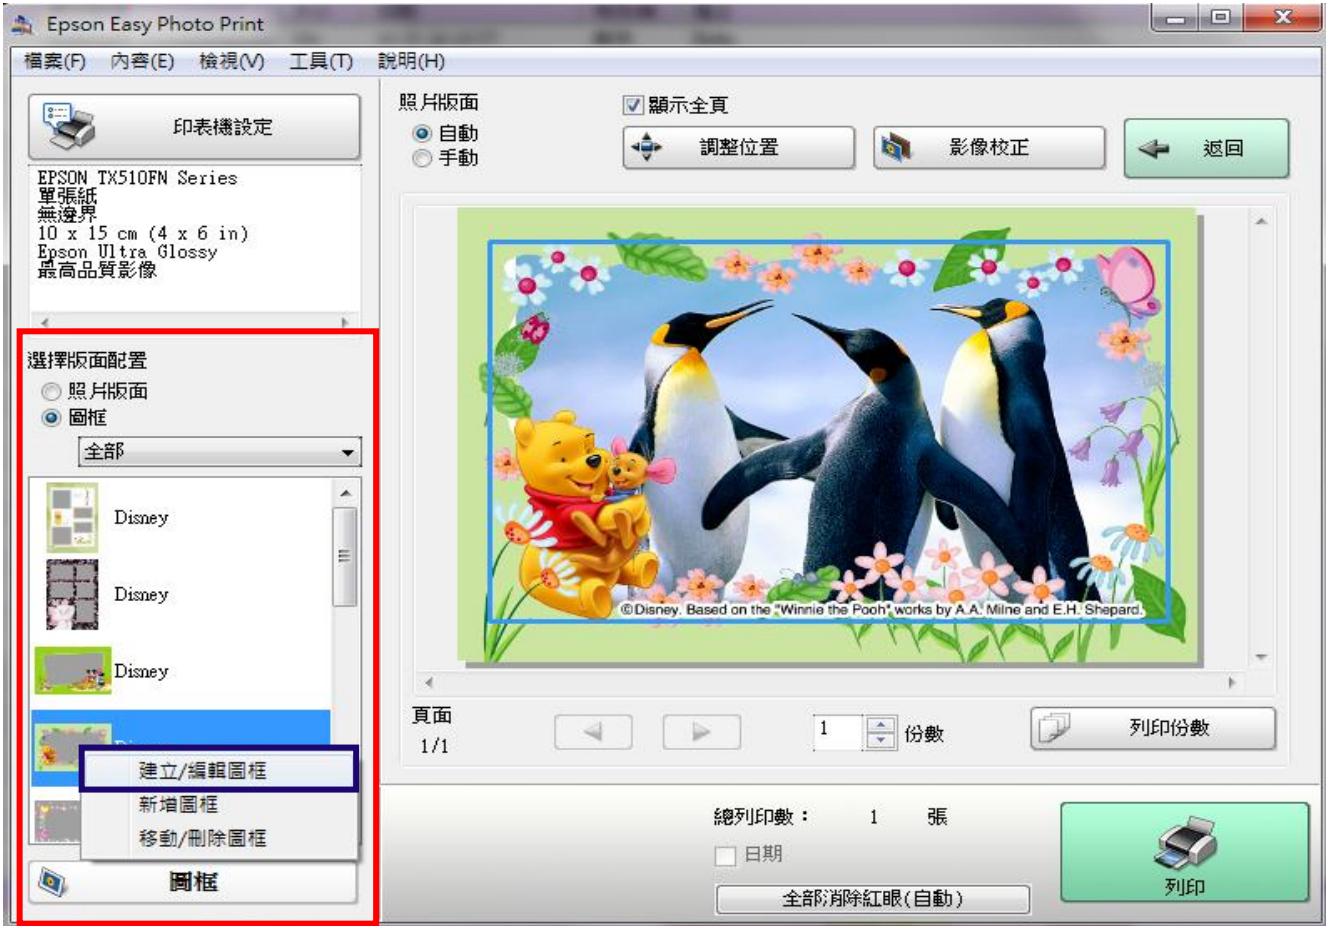 Epson Easy Photo Print
檔案(F) 內容(E) 檢視(V) 工具(T) 說明(H)
印表機設定
EPSON TX510FN Series
單張紙
無邊界
10 x 15 cm (4 x 6 in)
Epson Ultra Glossy
最高品質影像
選擇版面配置
照片版面
圖框
全部
Disney
Disney
Disney
建立/編輯圖框
新增圖框
移動/刪除圖框
圖框
照片版面
自動
手動
顯示全頁
調整位置
影像校正
返回
©Disney. Based on the "Winnie the Pooh" works by A.A. Milne and E.H. Shepard.
頁面
1/1
1 份數
列印份數
總列印數： 1 張
日期
全部消除紅眼(自動)
列印